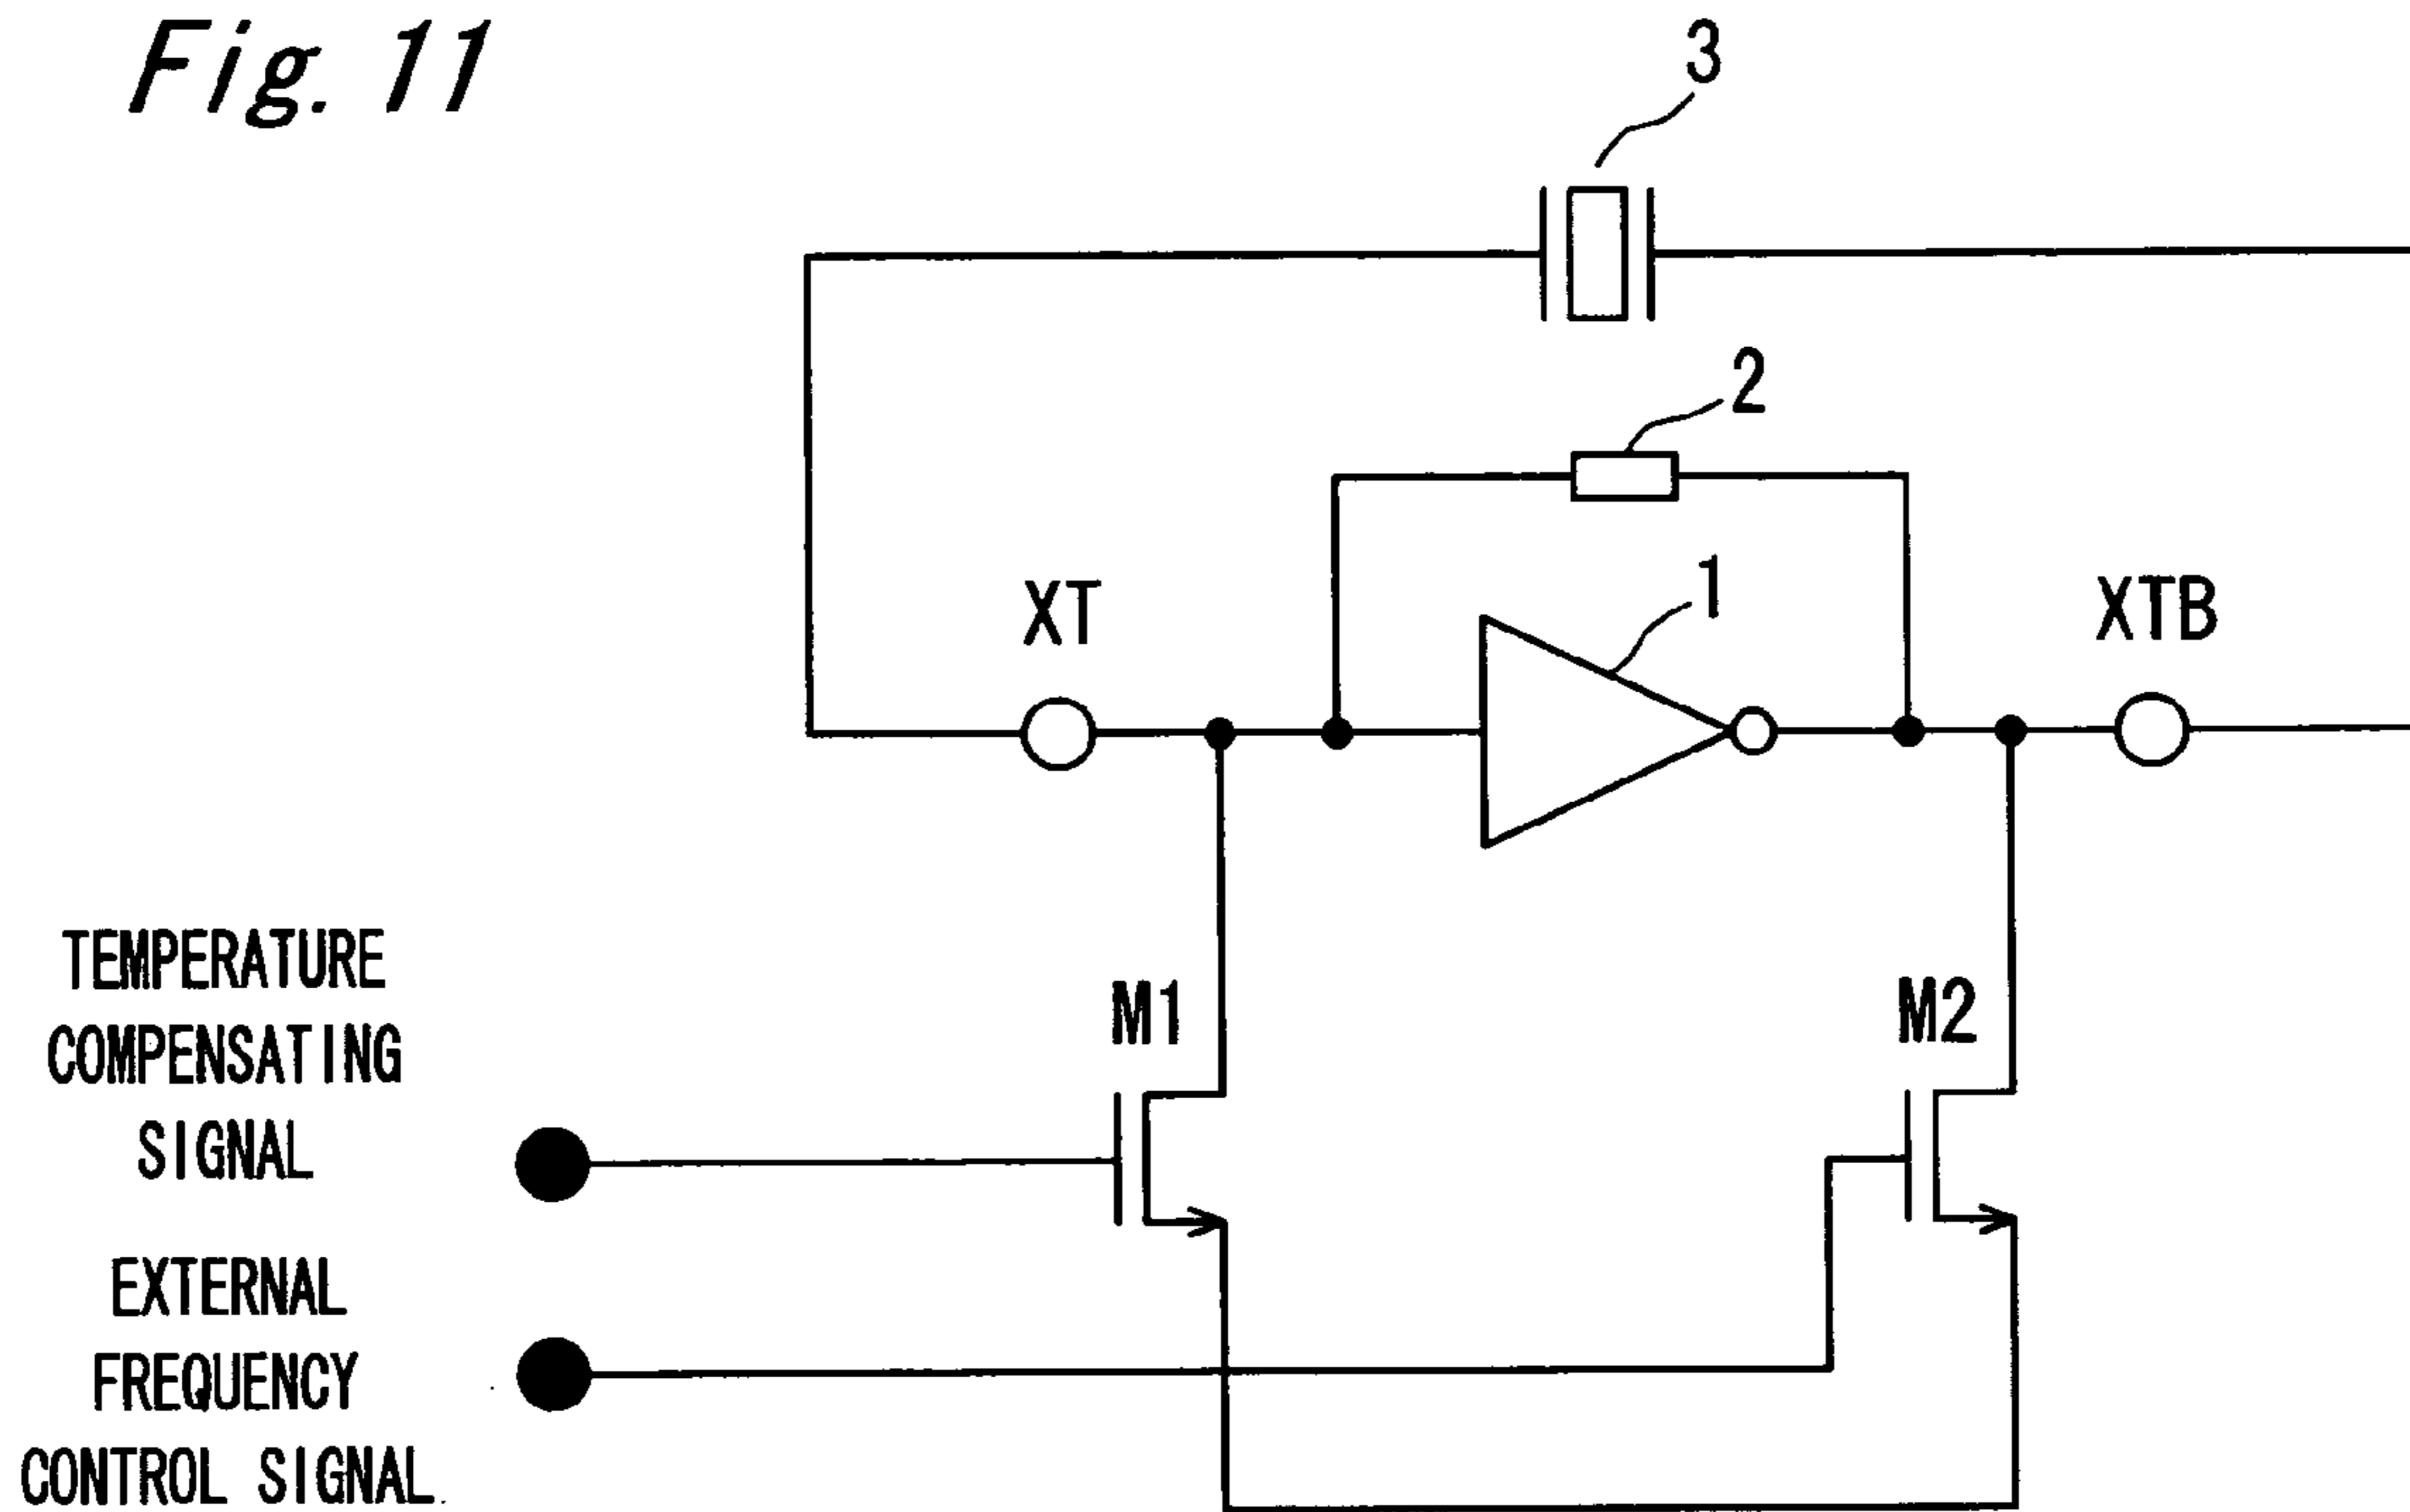 Fig. 11
3
2
1
XT
XTB
M1
M2
TEMPERATURE
COMPENSATING
SIGNAL
EXTERNAL
FREQUENCY
CONTROL SIGNAL